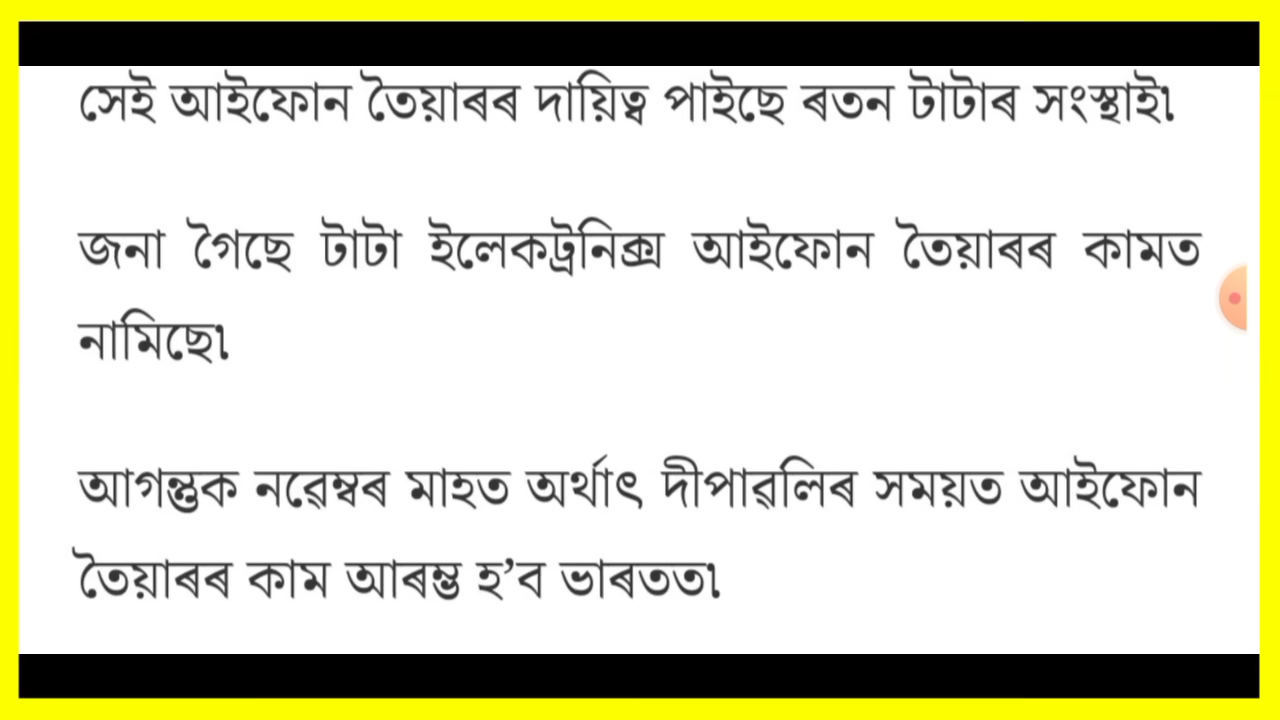 সেই আইফোন তৈয়াৰৰ দায়িত্ব পাইছে ৰতন টাটাৰ সংস্থাই৷
জনা গৈছে টাটা ইলেকট্ৰনিক্স আইফোন তৈয়াৰৰ কামত
নামিছে৷
আগন্তুক নৱেম্বৰ মাহত অৰ্থাৎ দীপাৱলিৰ সময়ত আইফোন
তৈয়াৰৰ কাম আৰম্ভ হ’ব ভাৰতত৷